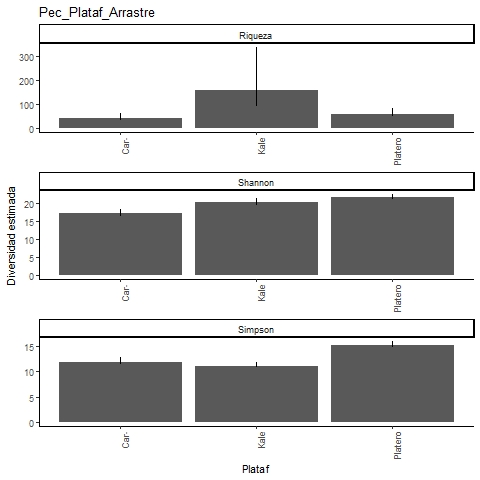 Pec_Plataf_Arrastre
Riqueza
300
200
100
0
Car-
Kale
Platero
Shannon
20
15
10
5
0
Car-
Kale
Platero
Simpson
15
10
5
0
Car-
Kale
Platero
Diversidad estimada
Plataf